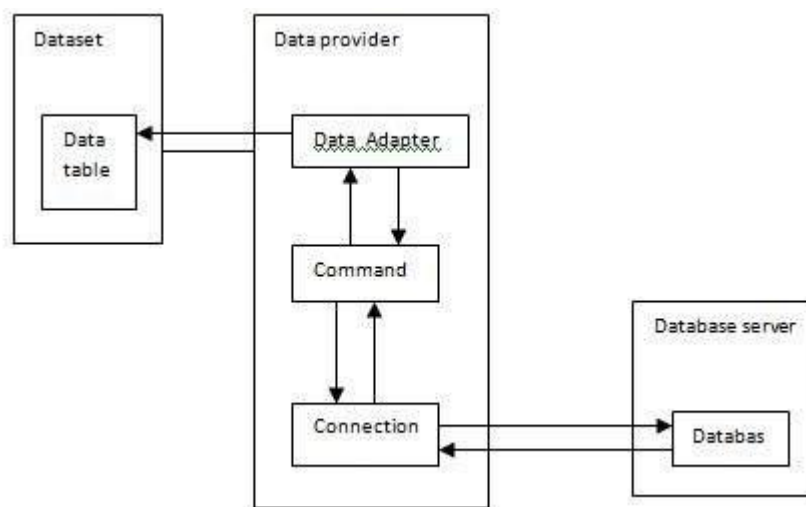 Dataset
Data provider
Data
table
Data Adapter
Command
Database server
Connection
Databas